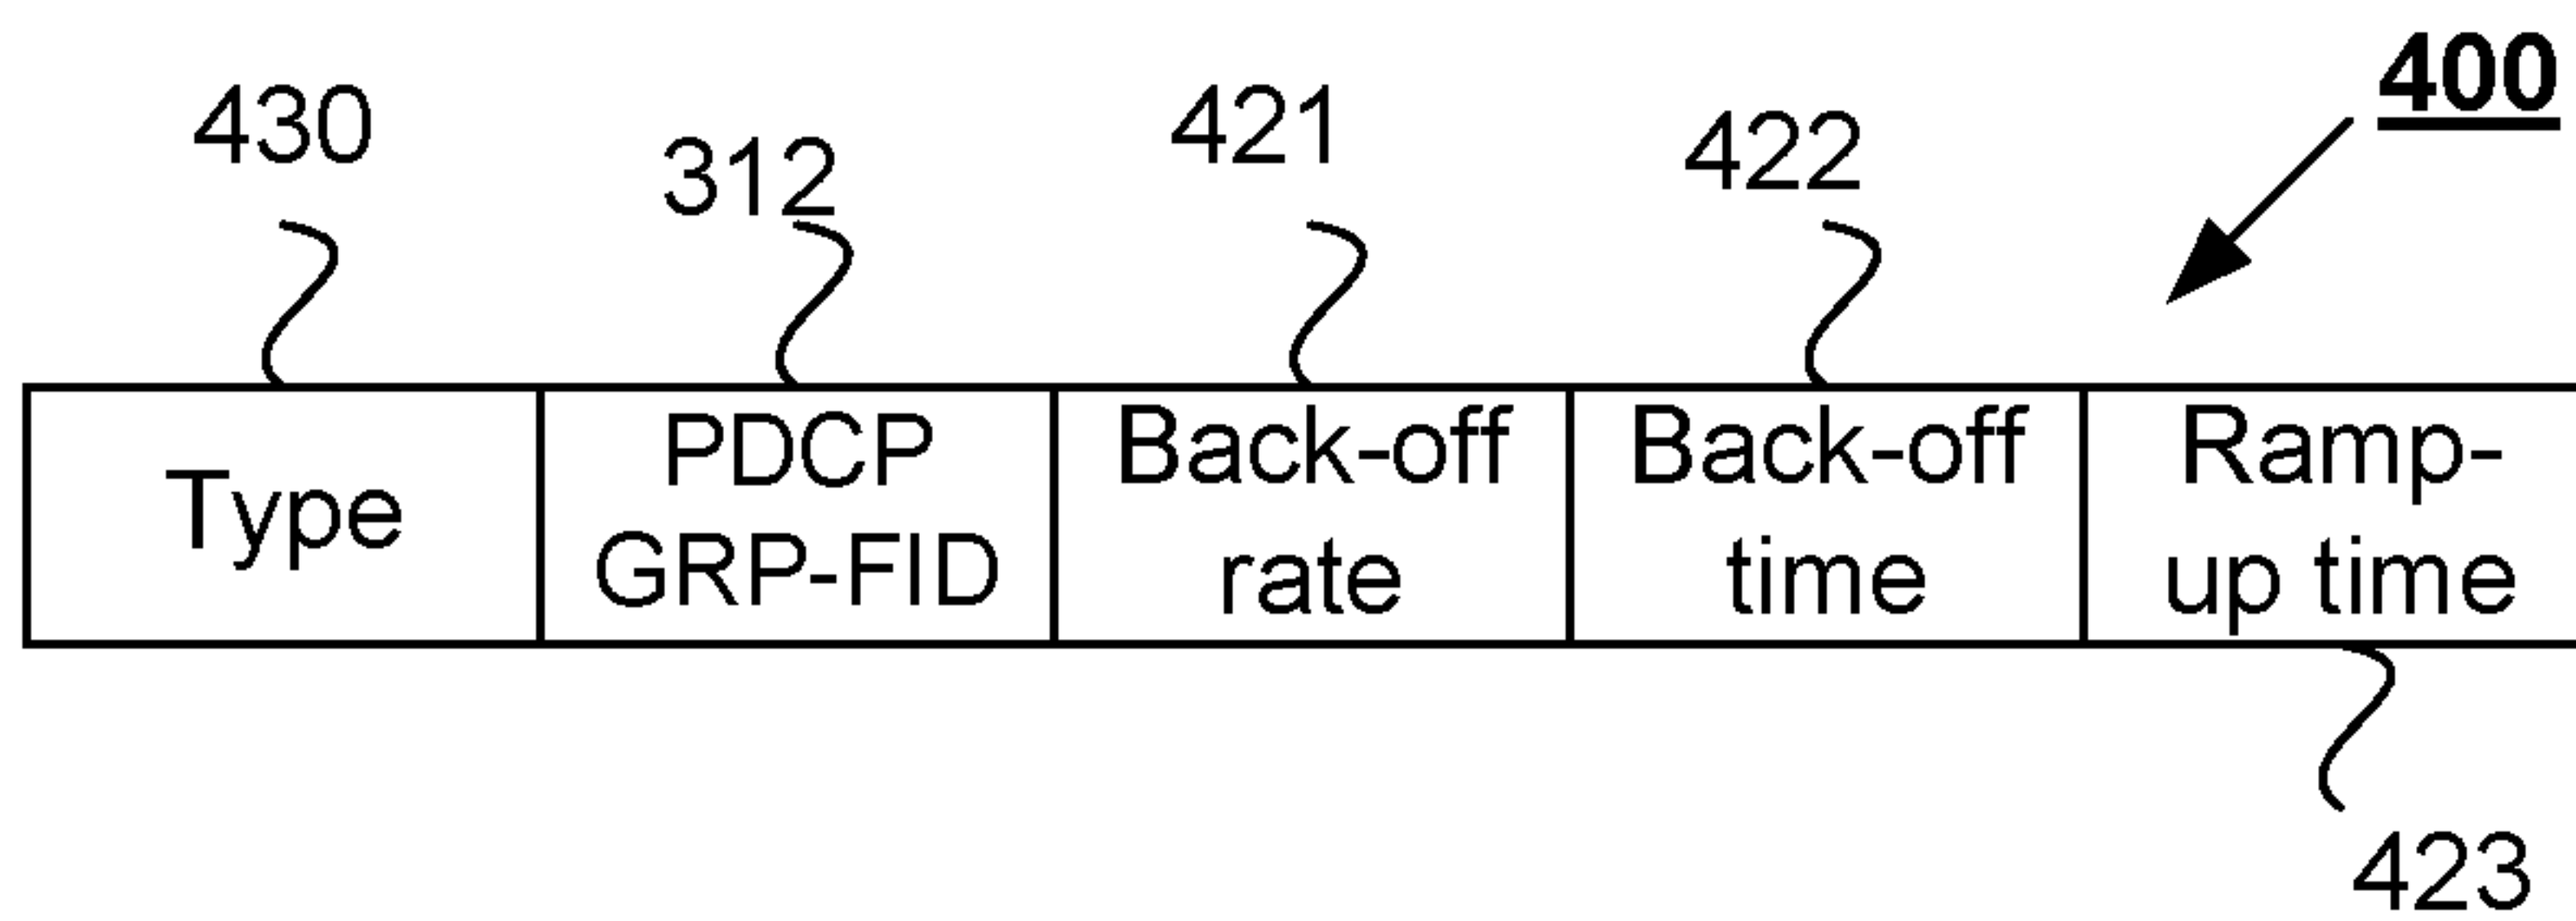 400
430
312
421
422
Type
PDCP
GRP-FID
Back-off
rate
Back-off
time
Ramp-
up time
423